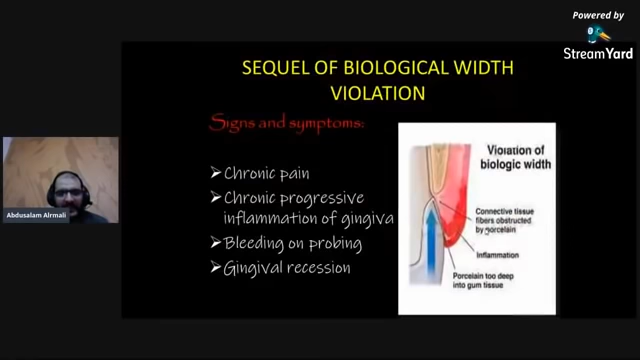 Powered by
StreamYard
SEQUEL OF BIOLOGICAL WIDTH
VIOLATION
Signs and symptoms:
➢Chronic pain
➢Chronic progressive
inflammation of gingiva
➢Bleeding on probing
➢Gingival recession
Violation of
biologic width
Connective tissue
fibers obstructed
by porcelain
Inflammation
Porcelain too deep
into gum tissue
Abdusalam Alrmali